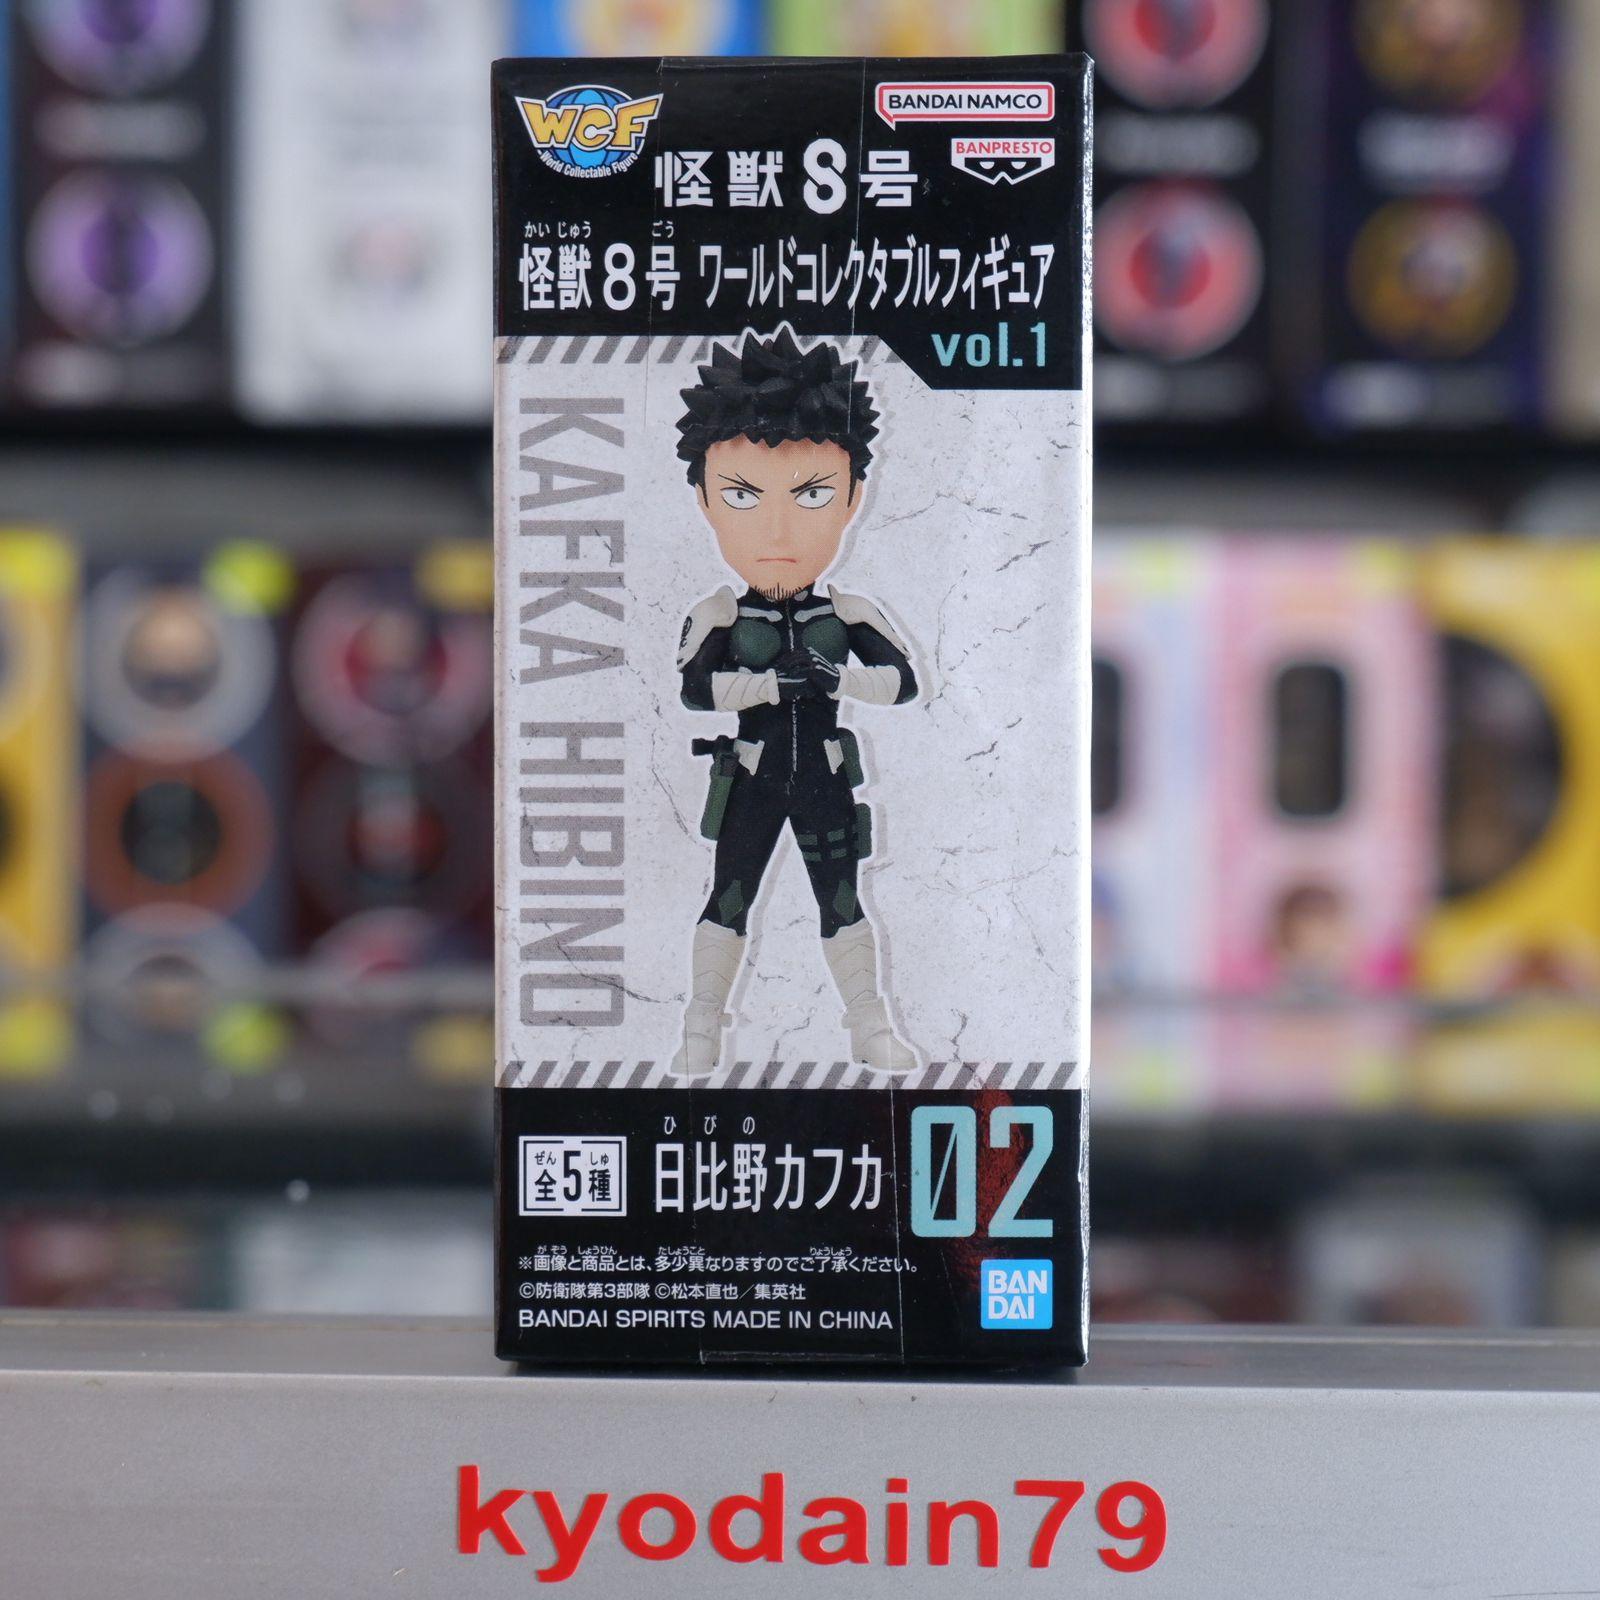 WCF
World Collectable Figure
BANDAI NAMCO
BANPRESTO
怪獣8号
かいじゅう ごう
怪獣8号 ワールドコレクタブルフィギュア
vol.1
KAFKA HIBINO
ぜん しゅ
全5種
ひびの
日比野カフカ
02
がぞう しょうひん たしょうこと りょうしょう
※画像と商品とは、多少異なりますのでご了承ください。
©防衛隊第3部隊 ©松本直也／集英社
BANDAI SPIRITS MADE IN CHINA
BAN
DAI
kyodain79